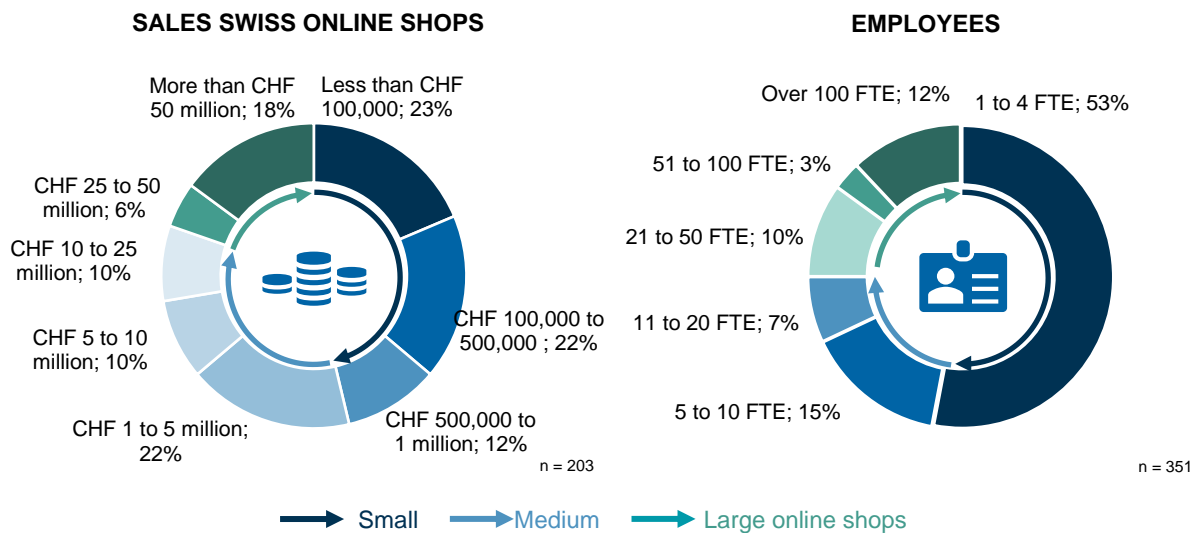 SALES SWISS ONLINE SHOPS
More than CHF
50 million; 18%
Less than CHF
100,000; 23%
CHF 25 to 50
million; 6%
CHF 10 to 25
million; 10%
CHF 5 to 10
million; 10%
CHF 1 to 5 million;
22%
CHF 100,000 to
500,000 ; 22%
CHF 500,000 to
1 million; 12%
n = 203
EMPLOYEES
Over 100 FTE; 12%
1 to 4 FTE; 53%
51 to 100 FTE; 3%
21 to 50 FTE; 10%
11 to 20 FTE; 7%
5 to 10 FTE; 15%
n = 351
Small
Medium
Large online shops